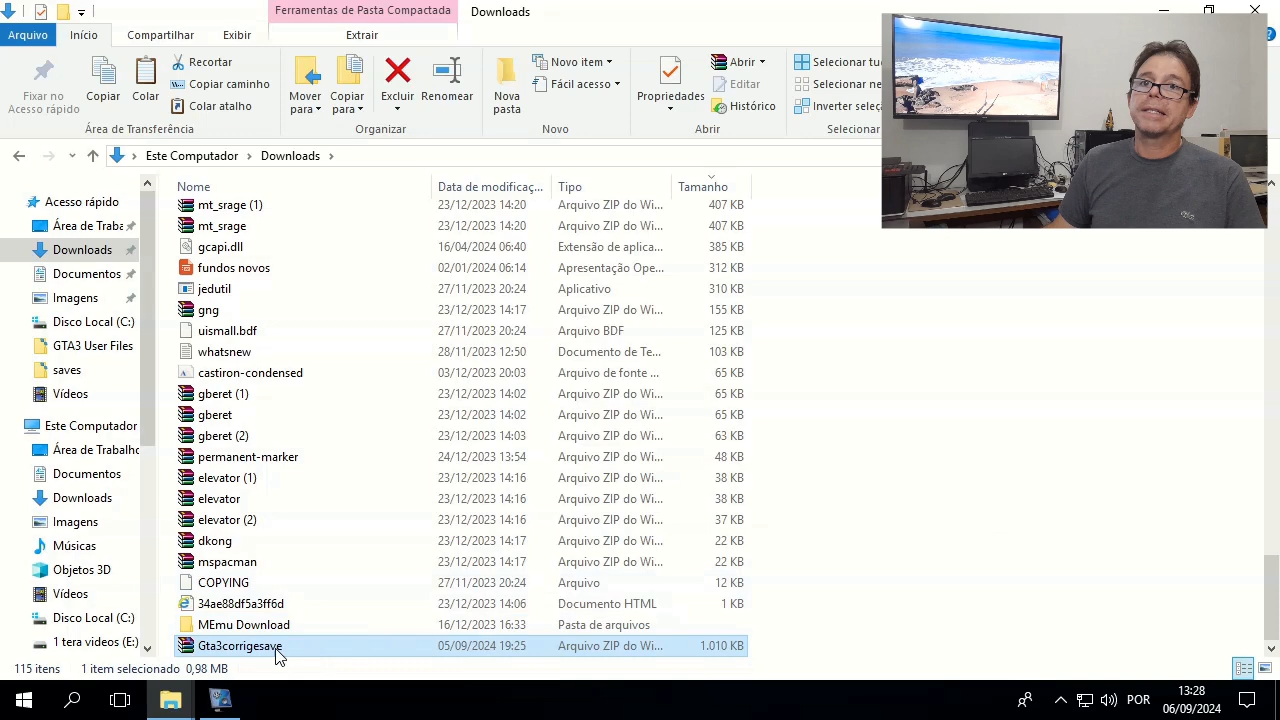 Ferramentas de Pasta Compactada
Downloads
Arquivo
Início
Compartilhar
Exibir
Extrair
Fixar no
Acesso rápido
Copiar
Colar
Recortar
Copiar caminho
Colar atalho
Área de Transferência
Mover
para
Copiar
para
Excluir
Renomear
Organizar
Nova
pasta
Novo item
Fácil acesso
Novo
Propriedades
Abrir
Editar
Histórico
Abrir
Selecionar tu
Selecionar ne
Inverter seleç
Selecionar
Este Computador
Downloads
Nome
Data de modificaç...
Tipo
Tamanho
Acesso rápido
Área de Traba
Downloads
Documentos
Imagens
Disco Local (C:)
GTA3 User Files
saves
Vídeos
Este Computador
Área de Trabalho
Documentos
Downloads
Imagens
Músicas
Objetos 3D
Vídeos
Disco Local (C:)
1 tera videos (E:)
mt_srage (1) 23/12/2023 14:20 Arquivo ZIP do Wi... 407 KB
mt_srage 23/12/2023 14:20 Arquivo ZIP do Wi... 407 KB
gcapi.dll 16/04/2024 06:40 Extensão de aplica... 385 KB
fundos novos 02/01/2024 06:14 Apresentação Ope... 312 KB
jedutil 27/11/2023 20:24 Aplicativo 310 KB
gng 23/12/2023 14:17 Arquivo ZIP do Wi... 155 KB
uismall.bdf 27/11/2023 20:24 Arquivo BDF 125 KB
whatsnew 28/11/2023 12:50 Documento de Te... 103 KB
castiron-condensed 03/12/2023 20:03 Arquivo de fonte ... 65 KB
gberet (1) 23/12/2023 14:02 Arquivo ZIP do Wi... 65 KB
gberet 23/12/2023 14:02 Arquivo ZIP do Wi... 65 KB
gberet (2) 23/12/2023 14:03 Arquivo ZIP do Wi... 63 KB
permanent-marker 24/12/2023 13:54 Arquivo ZIP do Wi... 48 KB
elevator (1) 23/12/2023 14:16 Arquivo ZIP do Wi... 38 KB
elevator 23/12/2023 14:16 Arquivo ZIP do Wi... 38 KB
elevator (2) 23/12/2023 14:16 Arquivo ZIP do Wi... 37 KB
dkong 23/12/2023 14:17 Arquivo ZIP do Wi... 22 KB
mspacman 23/12/2023 14:17 Arquivo ZIP do Wi... 22 KB
COPYING 27/11/2023 20:24 Arquivo 12 KB
34ae88df5a3ff6d 23/12/2023 14:06 Documento HTML 1 KB
MEmu Download 16/12/2023 16:33 Pasta de arquivos
Gta3corrigesave 05/09/2024 19:25 Arquivo ZIP do Wi... 1.010 KB
115 itens
1 item selecionado 0,98 MB
POR
13:28
06/09/2024